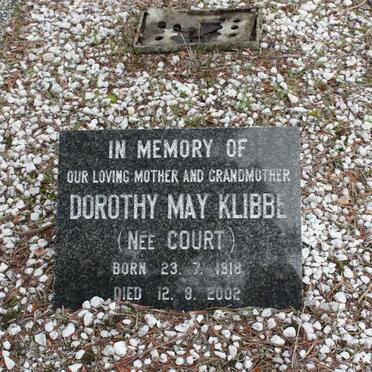 IN MEMORY OF
OUR LOVING MOTHER AND GRANDMOTHER
DOROTHY MAY KLIBBE
(NÉE COURT)
BORN 23. 7. 1918
DIED 12. 8. 2002